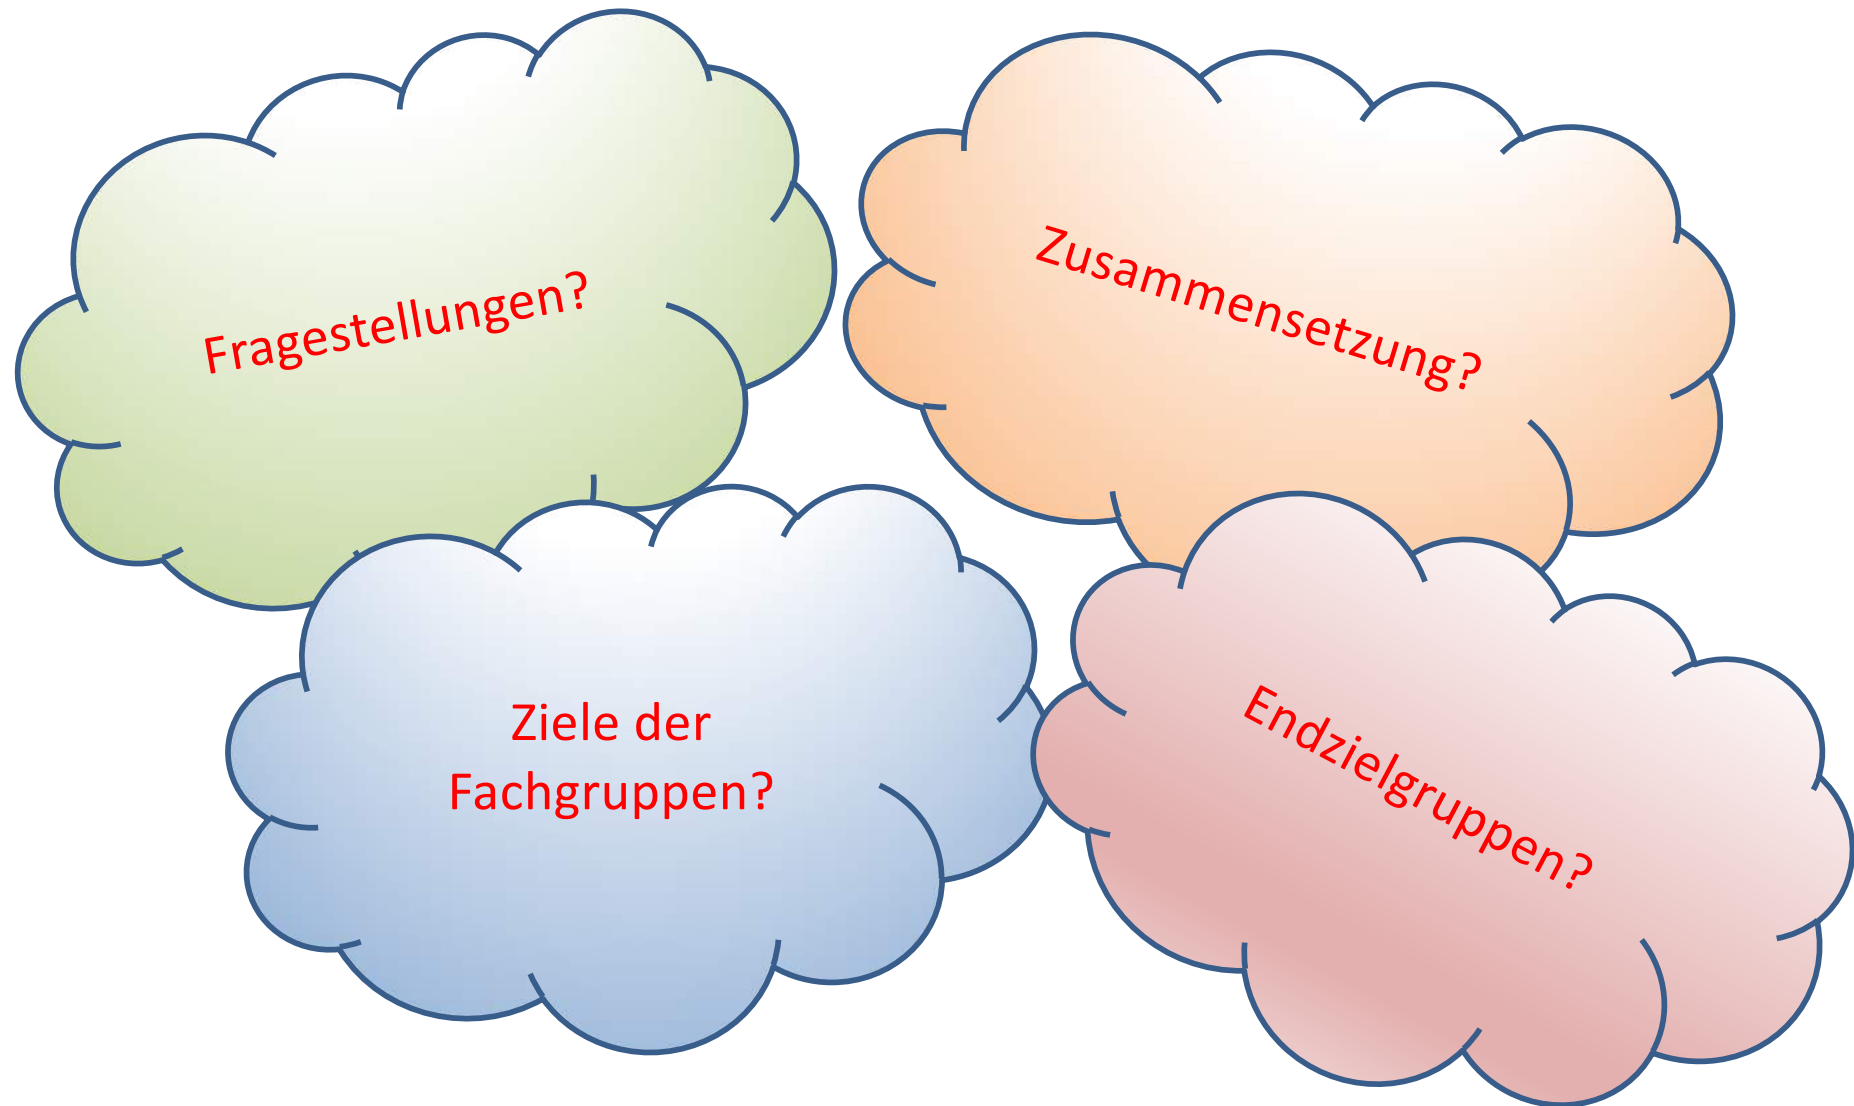 Fragestellungen?
Zusammensetzung?
Ziele der
Fachgruppen?
Endzielgruppen?